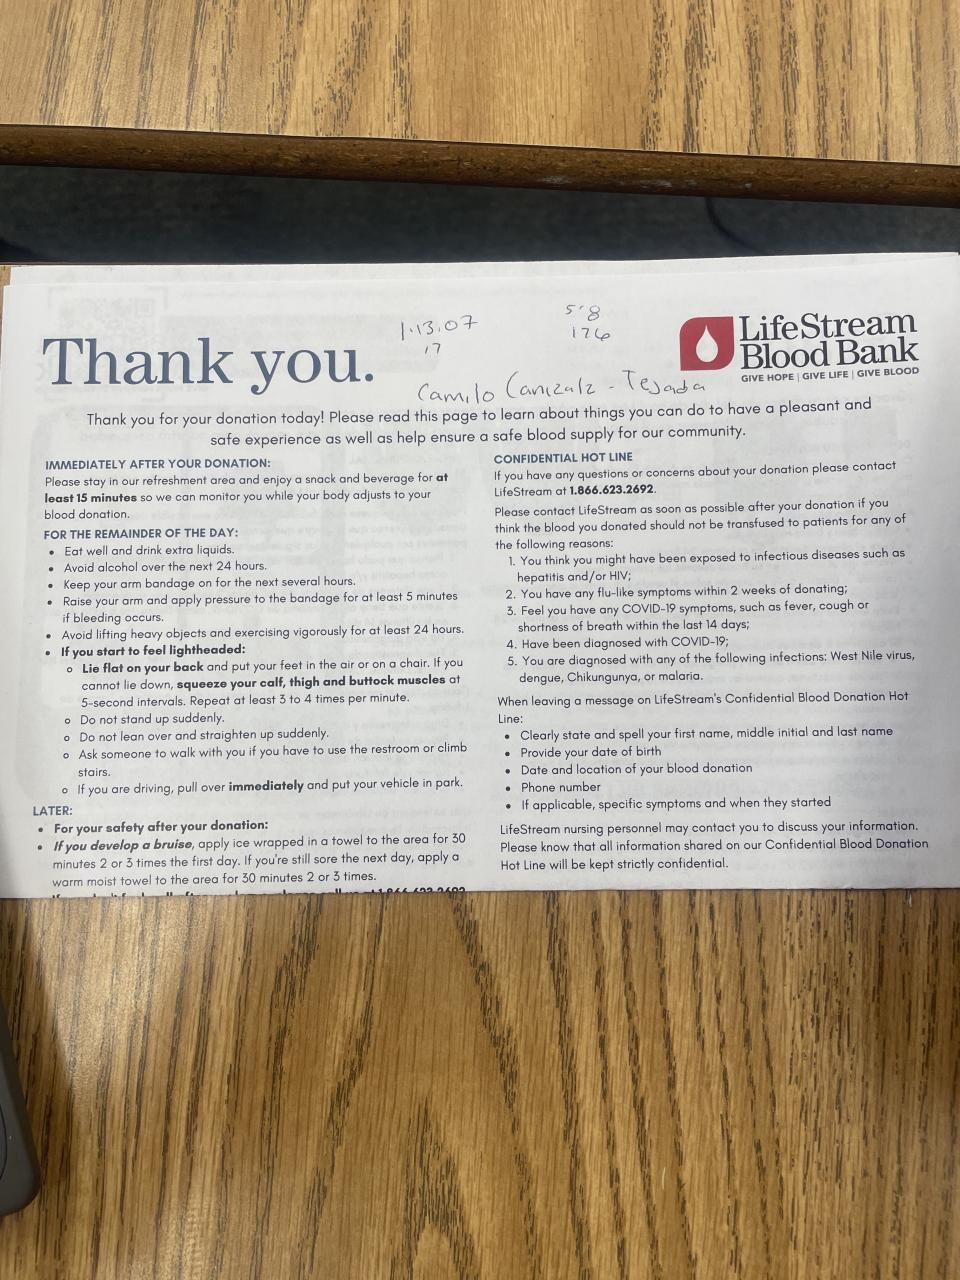 1.13.07
17
5'8
176
Thank you.
LifeStream
Blood Bank
GIVE HOPE | GIVE LIFE | GIVE BLOOD
Camilo Canizalz - Tejada
Thank you for your donation today! Please read this page to learn about things you can do to have a pleasant and
safe experience as well as help ensure a safe blood supply for our community.
IMMEDIATELY AFTER YOUR DONATION:
Please stay in our refreshment area and enjoy a snack and beverage for at
least 15 minutes so we can monitor you while your body adjusts to your
blood donation.
FOR THE REMAINDER OF THE DAY:
• Eat well and drink extra liquids.
• Avoid alcohol over the next 24 hours.
• Keep your arm bandage on for the next several hours.
• Raise your arm and apply pressure to the bandage for at least 5 minutes
if bleeding occurs.
• Avoid lifting heavy objects and exercising vigorously for at least 24 hours.
• If you start to feel lightheaded:
o Lie flat on your back and put your feet in the air or on a chair. If you
cannot lie down, squeeze your calf, thigh and buttock muscles at
5-second intervals. Repeat at least 3 to 4 times per minute.
o Do not stand up suddenly.
o Do not lean over and straighten up suddenly.
o Ask someone to walk with you if you have to use the restroom or climb
stairs.
o If you are driving, pull over immediately and put your vehicle in park.
LATER:
• For your safety after your donation:
• If you develop a bruise, apply ice wrapped in a towel to the area for 30
minutes 2 or 3 times the first day. If you're still sore the next day, apply a
warm moist towel to the area for 30 minutes 2 or 3 times.
CONFIDENTIAL HOT LINE
If you have any questions or concerns about your donation please contact
LifeStream at 1.866.623.2692.
Please contact LifeStream as soon as possible after your donation if you
think the blood you donated should not be transfused to patients for any of
the following reasons:
1. You think you might have been exposed to infectious diseases such as
hepatitis and/or HIV;
2. You have any flu-like symptoms within 2 weeks of donating;
3. Feel you have any COVID-19 symptoms, such as fever, cough or
shortness of breath within the last 14 days;
4. Have been diagnosed with COVID-19;
5. You are diagnosed with any of the following infections: West Nile virus,
dengue, Chikungunya, or malaria.
When leaving a message on LifeStream's Confidential Blood Donation Hot
Line:
• Clearly state and spell your first name, middle initial and last name
• Provide your date of birth
• Date and location of your blood donation
• Phone number
• If applicable, specific symptoms and when they started
LifeStream nursing personnel may contact you to discuss your information.
Please know that all information shared on our Confidential Blood Donation
Hot Line will be kept strictly confidential.